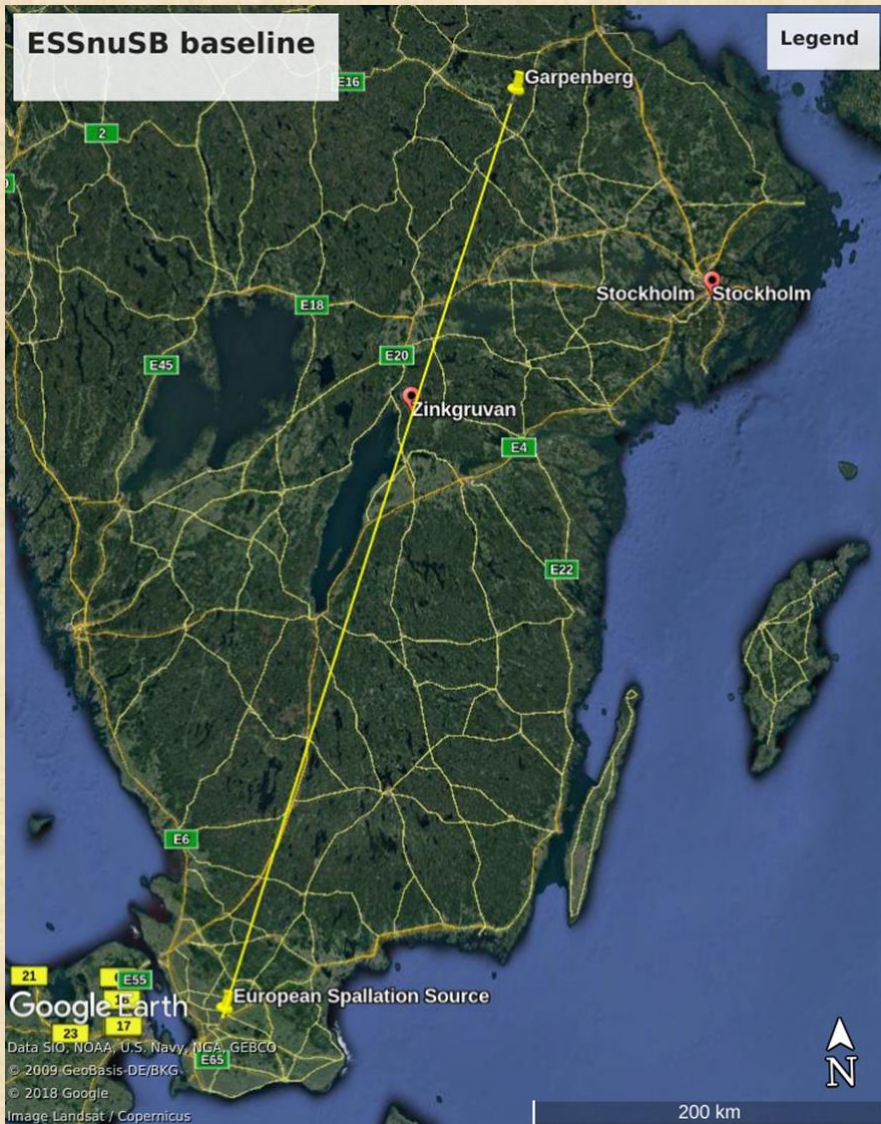 ESSnuSB baseline
Legend
Garpenberg
E16
2
Stockholm Stockholm
E18
E20
E45
Zinkgruvan
E4
E22
E6
21
E55
European Spallation Source
Google Earth
16
17
23
Data SIO, NOAA, U.S. Navy, NGA, GEBCO
E65
© 2009 GeoBasis-DE/BKG
© 2018 Google
Image Landsat / Copernicus
N
200 km